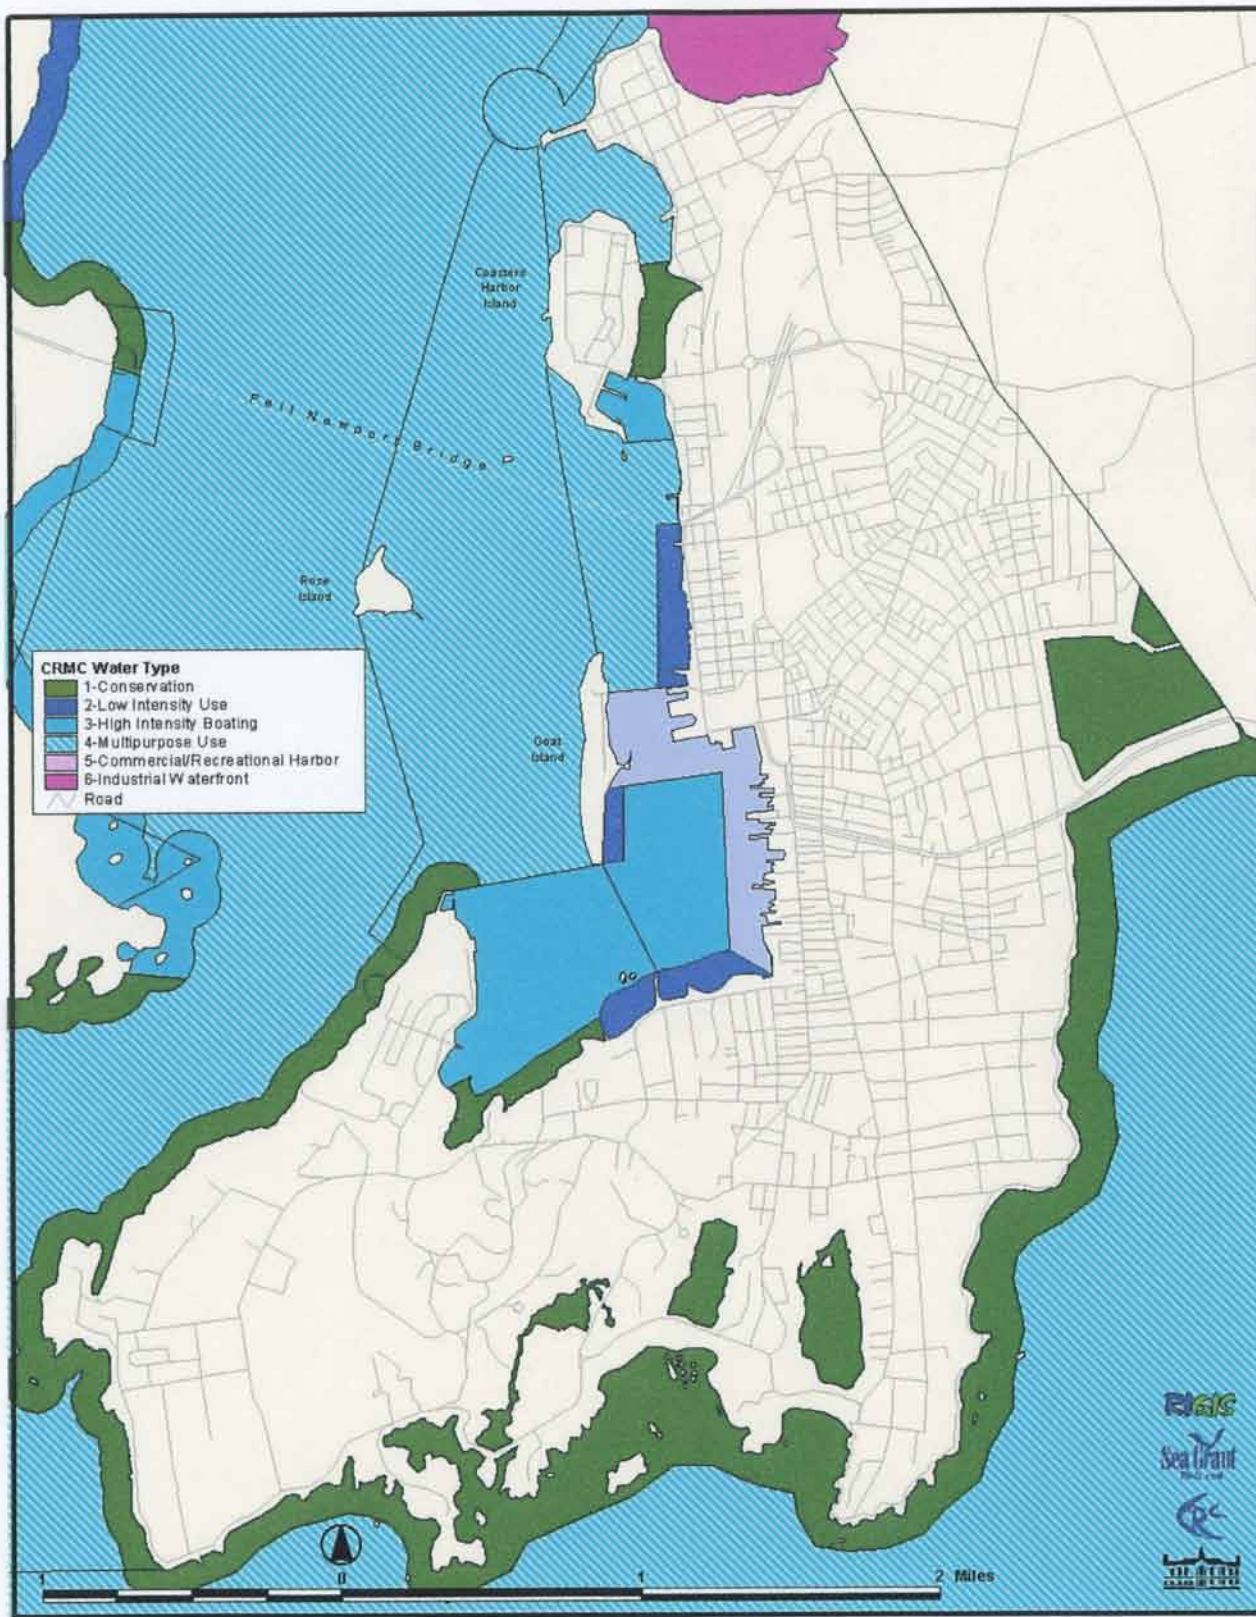 Coasters
Harbor
Island
Pell Newport Bridge
Rose
Island
CRMC Water Type
1-Conservation
2-Low Intensity Use
3-High Intensity Boating
4-Multipurpose Use
5-Commercial/Recreational Harbor
6-Industrial Waterfront
Road
Goat
Island
RIGIS
Sea Grant
CRC
1 0 1 2 Miles